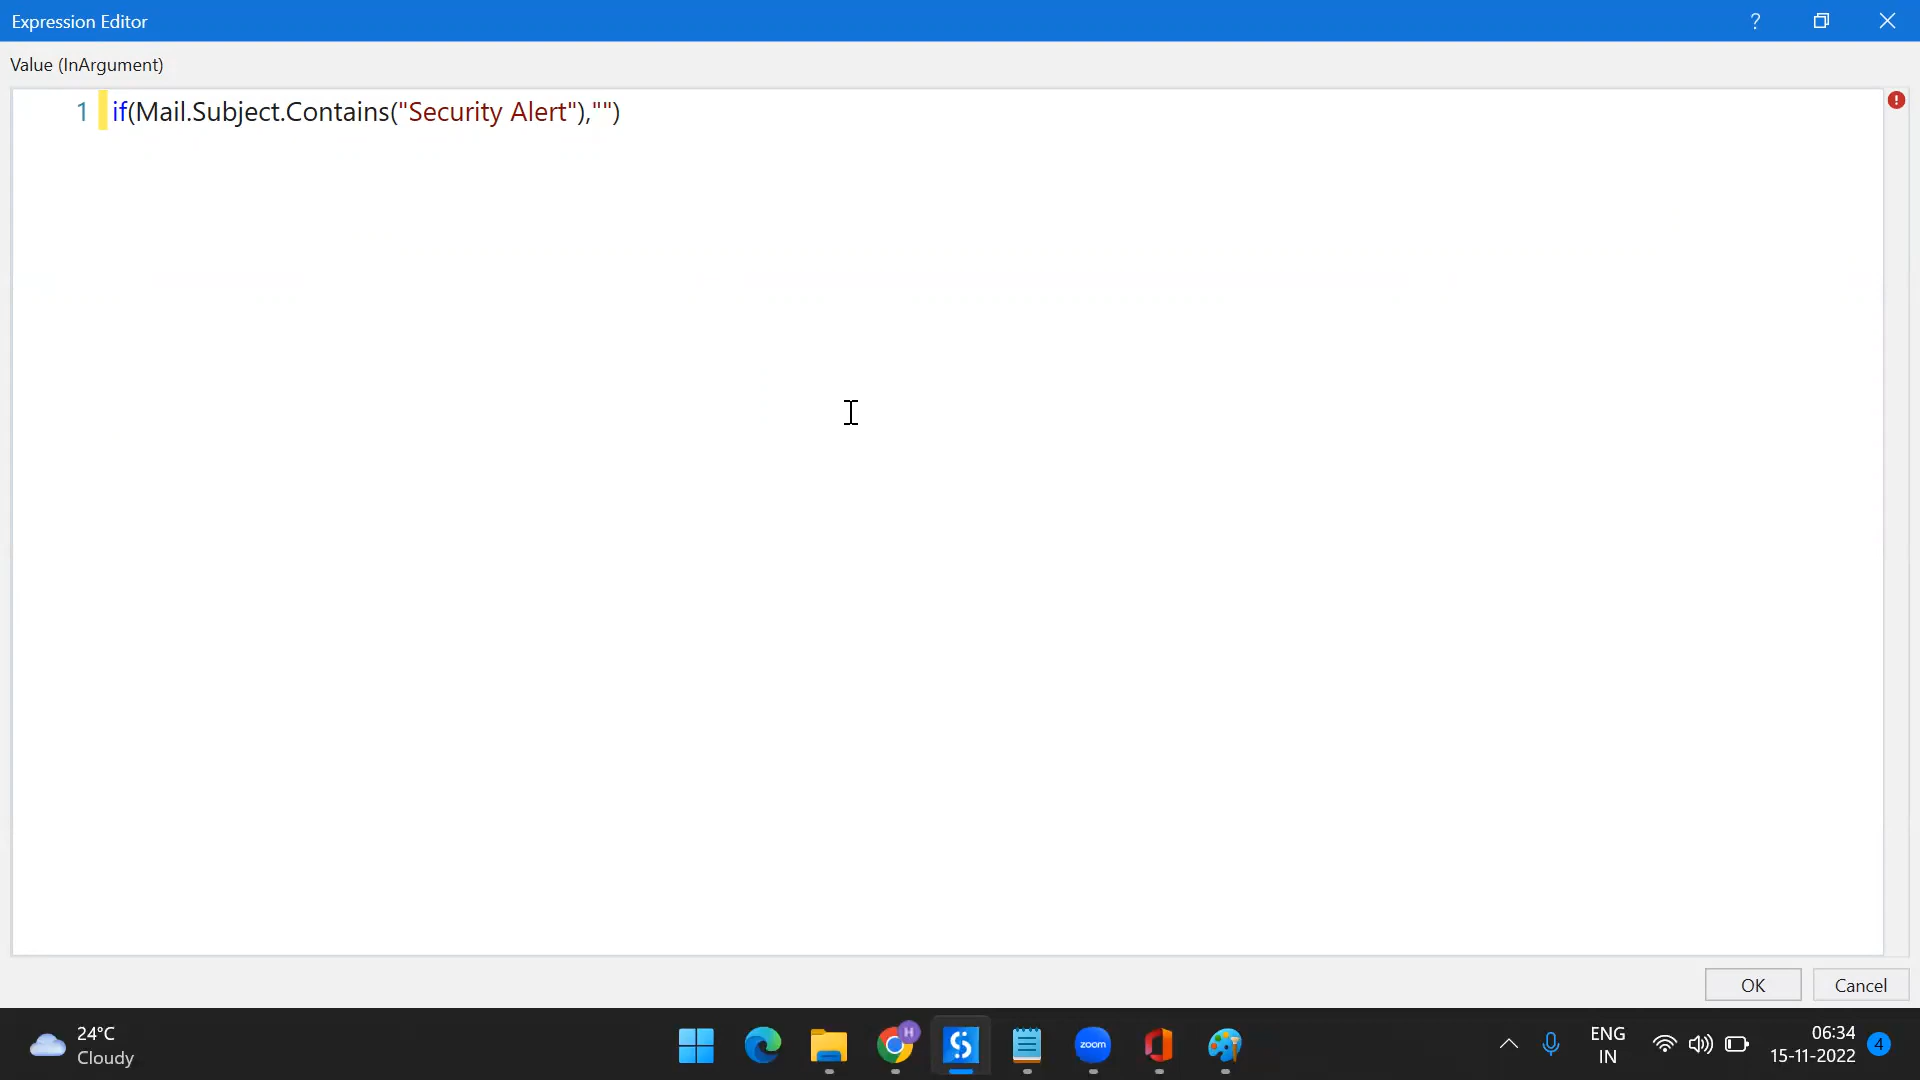 Expression Editor
?
Value (InArgument)
1 if(Mail.Subject.Contains("Security Alert"),"")
OK Cancel
24°C
Cloudy
H
zoom
ENG
IN
06:34
15-11-2022
4